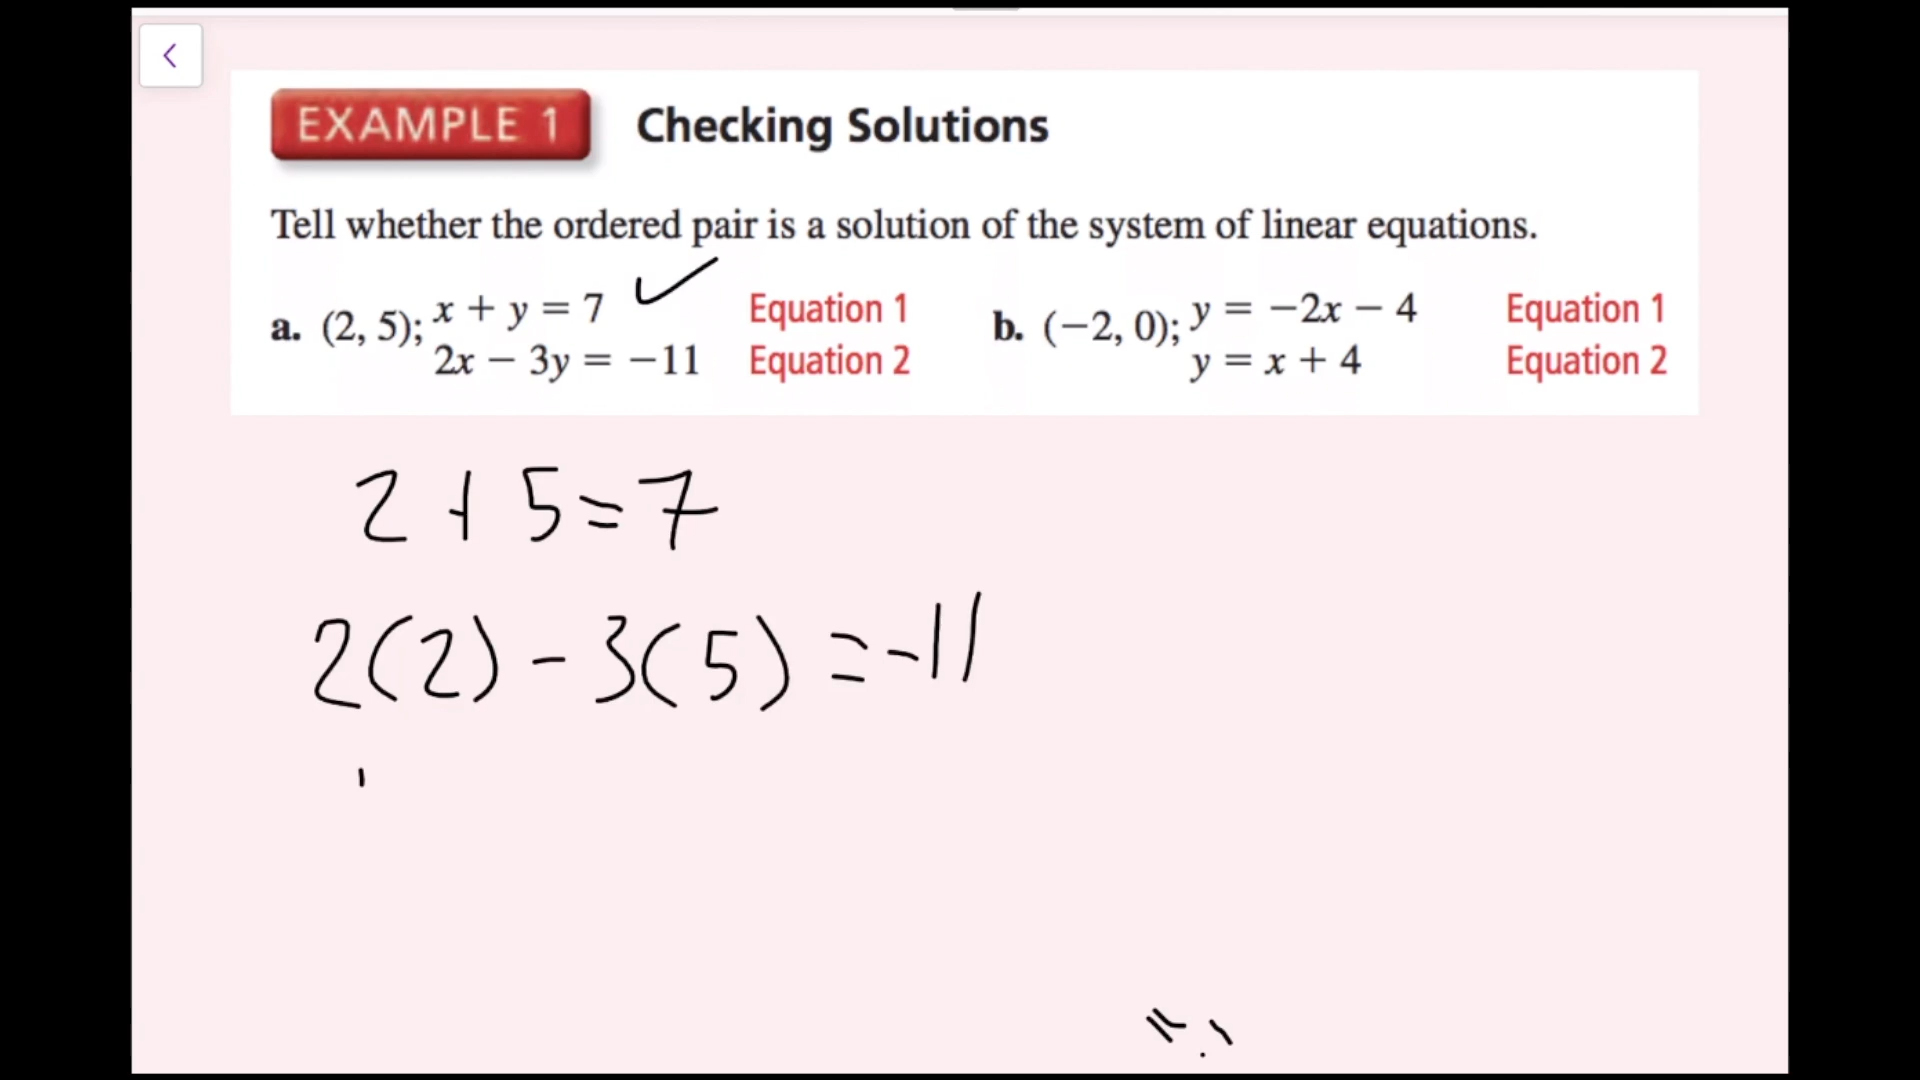 EXAMPLE 1 Checking Solutions
Tell whether the ordered pair is a solution of the system of linear equations.
a. (2, 5); x + y = 7 Equation 1
2x − 3y = −11 Equation 2
b. (−2, 0); y = −2x − 4 Equation 1
y = x + 4 Equation 2
2 + 5 = 7
2(2) - 3(5) = -11